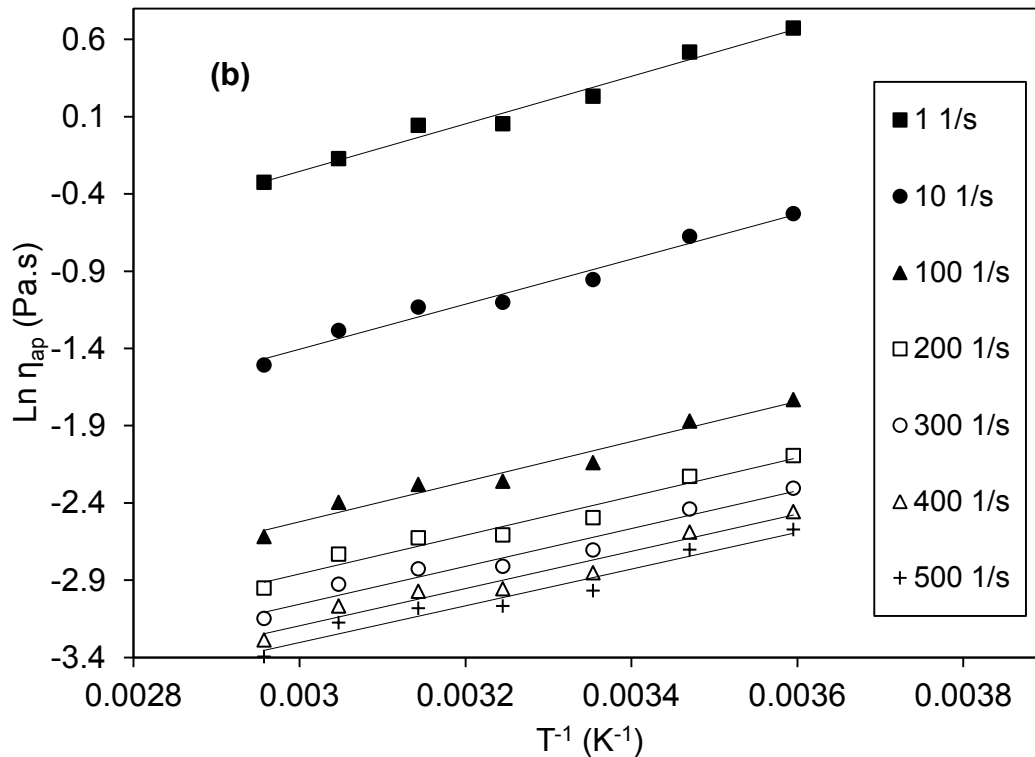 (b)
Ln ηap (Pa.s)
0.6
0.1
-0.4
-0.9
-1.4
-1.9
-2.4
-2.9
-3.4
0.0028
0.003
0.0032
0.0034
0.0036
0.0038
T-1 (K-1)
1 1/s
10 1/s
100 1/s
200 1/s
300 1/s
400 1/s
500 1/s